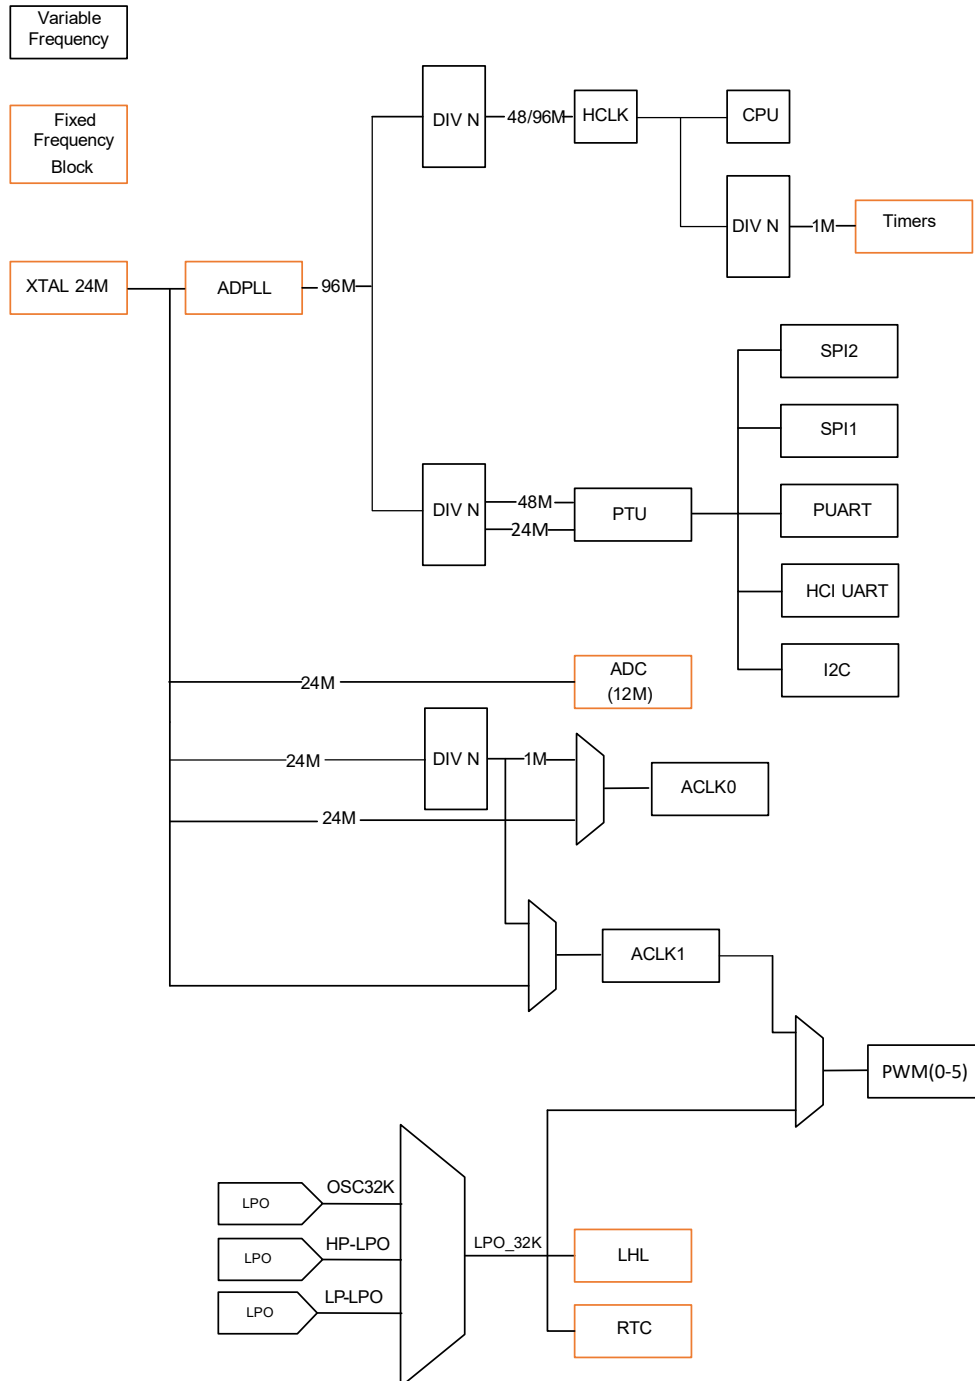 Variable
Frequency
Fixed
Frequency
Block
DIV N
48/96M
HCLK
CPU
DIV N
1M
Timers
XTAL 24M
ADPLL
96M
SPI2
SPI1
DIV N
48M
24M
PTU
PUART
HCI UART
I2C
24M
ADC
(12M)
24M
DIV N
1M
ACLK0
24M
ACLK1
PWM(0-5)
LPO
OSC32K
LPO
HP-LPO
LPO
LP-LPO
LPO_32K
LHL
RTC